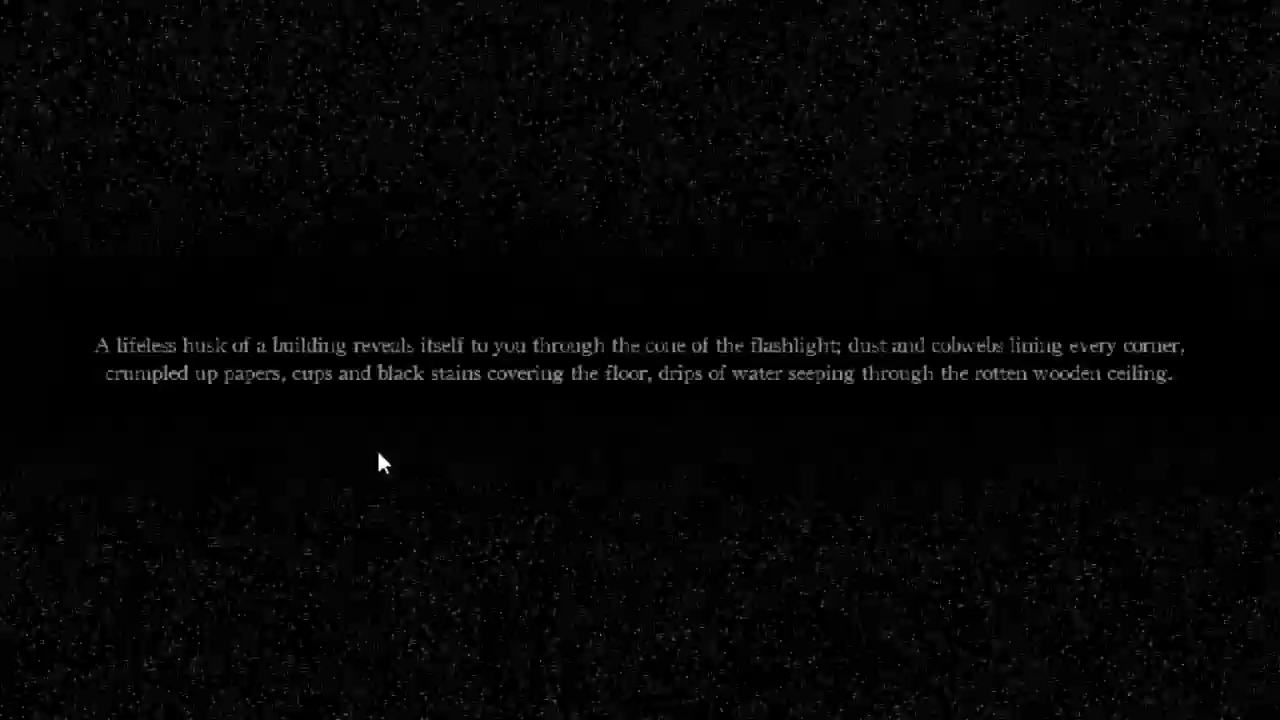 A lifeless husk of a building reveals itself to you through the cone of the flashlight; dust and cobwebs lining every corner,
crumpled up papers, cups and black stains covering the floor, drips of water seeping through the rotten wooden ceiling.